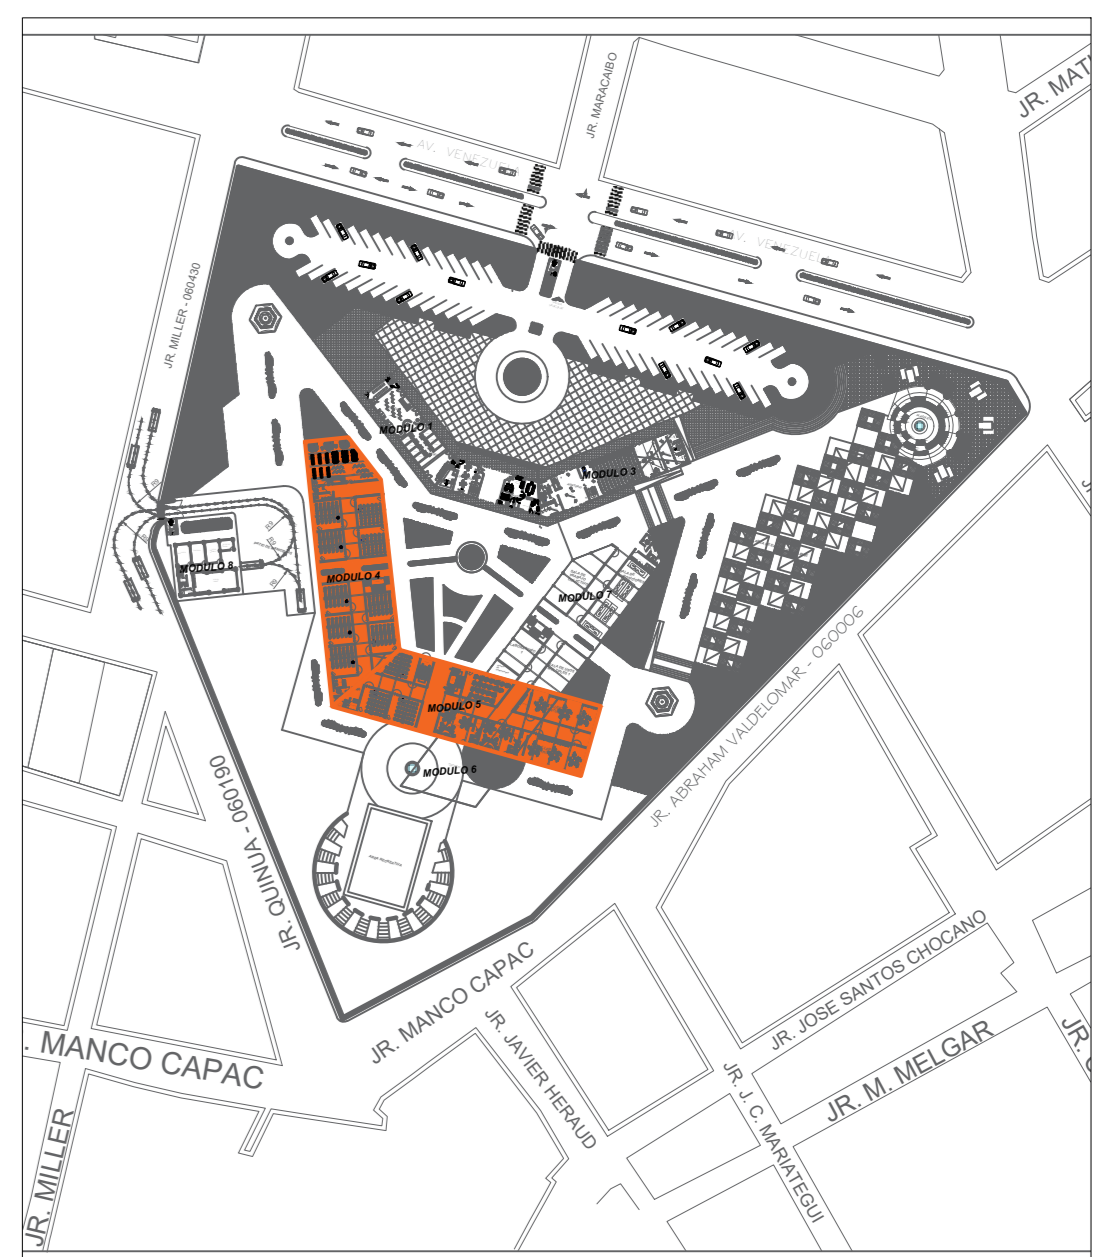 JR. MATI
JR. MARACAIBO
AV. VENEZUELA
AV. VENEZUELA
JR. MILLER - 060430
MODULO 1
MODULO 3
MODULO 8
MODULO 4
MODULO 7
MODULO 5
MODULO 6
JR. ABRAHAM VALDELOMAR - 060006
JR. QUINUA - 060190
JR. MANCO CAPAC
. MANCO CAPAC
JR. MILLER
JR. JAVIER HERAUD
JR. JOSE SANTOS CHOCANO
JR. M. MELGAR
JR. J. C. MARIATEGUI